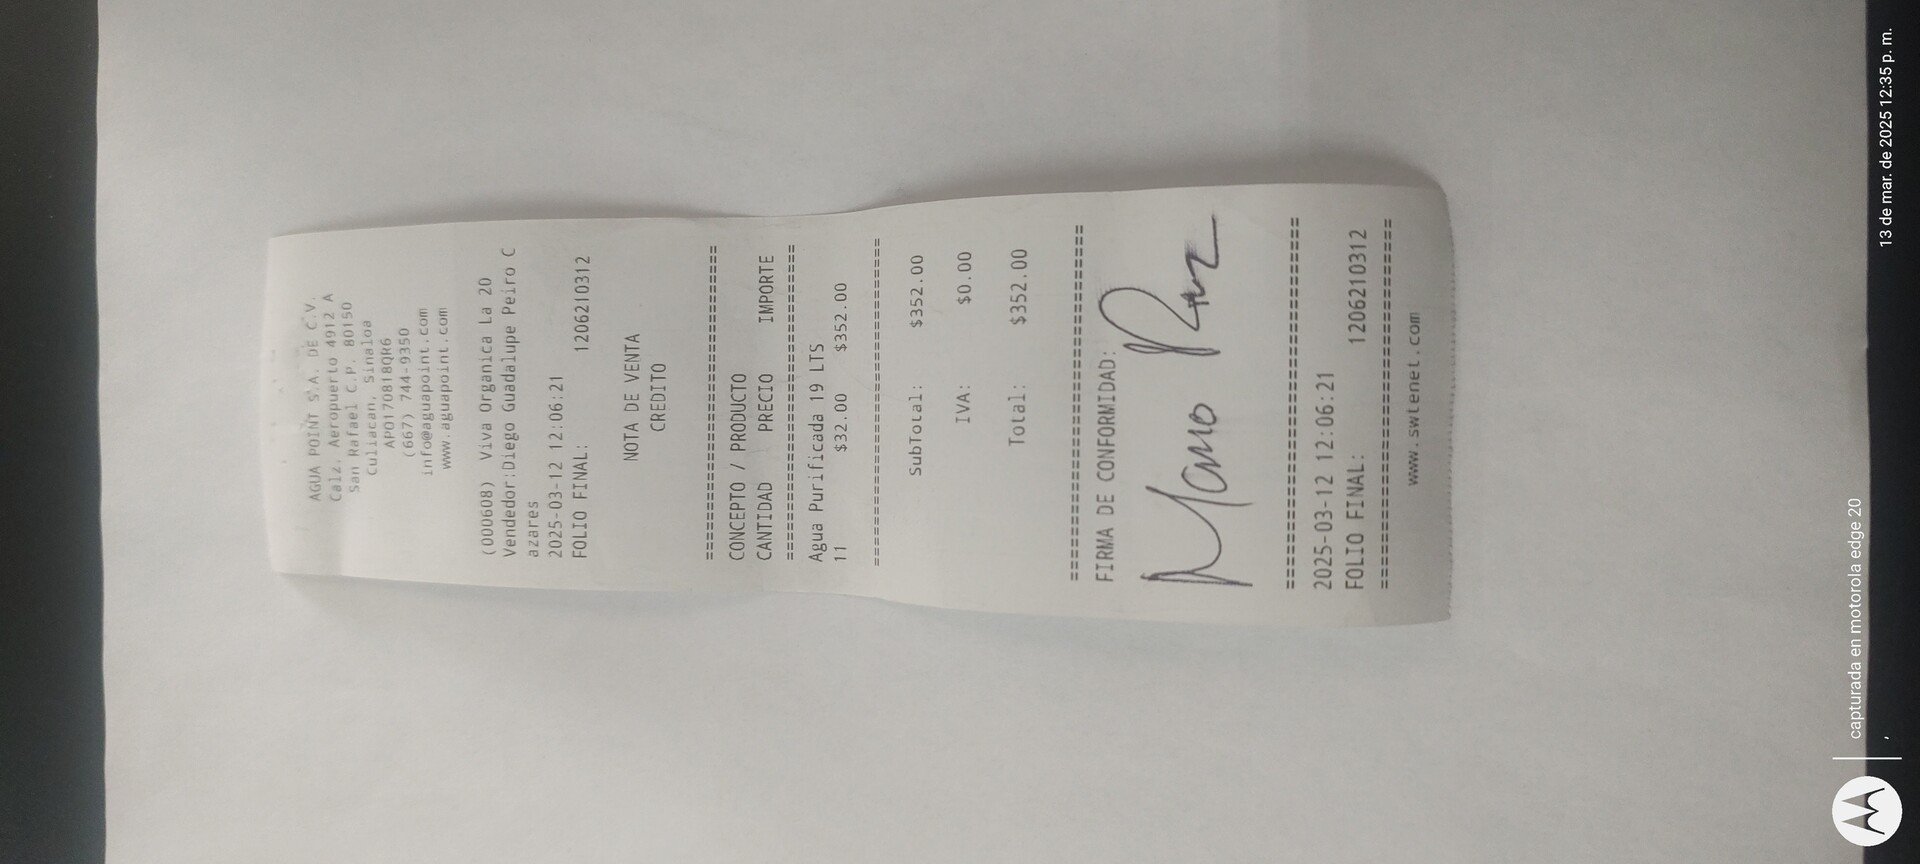 AGUA POINT S.A. DE C.V.
Calz. Aeropuerto 4912 A
San Rafael C.P. 80150
Culiacan, Sinaloa
APO170818QR6
(667) 744-9350
info@aguapoint.com
www.aguapoint.com
(000608) Viva Organica La 20
Vendedor:Diego Guadalupe Peiro C
azares
2025-03-12 12:06:21
FOLIO FINAL: 1206210312
NOTA DE VENTA
CREDITO
================================
CONCEPTO / PRODUCTO
CANTIDAD PRECIO IMPORTE
================================
Agua Purificada 19 LTS
11 $32.00 $352.00
=================================
SubTotal: $352.00
IVA: $0.00
Total: $352.00
===================================
FIRMA DE CONFORMIDAD:
===================================
2025-03-12 12:06:21
FOLIO FINAL: 1206210312
===================================
www.swtenet.com
capturada en motorola edge 20
13 de mar. de 2025 12:35 p. m.